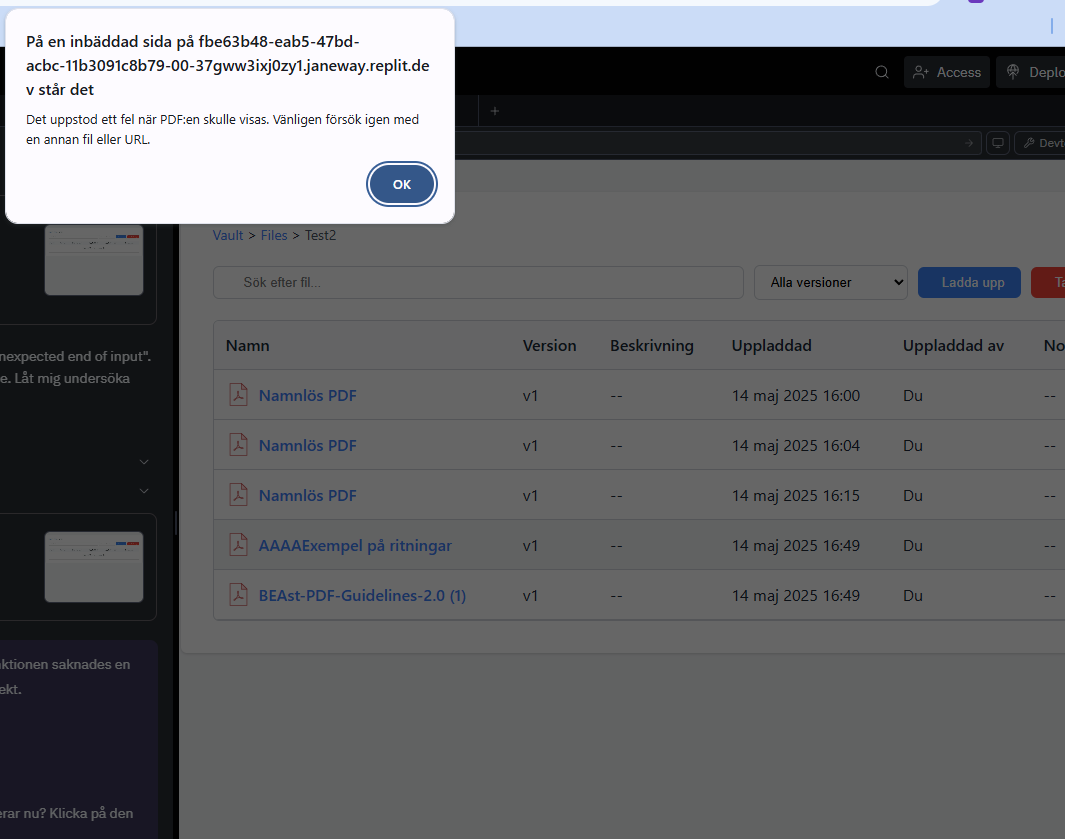 På en inbäddad sida på fbe63b48-eab5-47bd-
acbc-11b3091c8b79-00-37gww3ixj0zy1.janeway.replit.de
v står det
Det uppstod ett fel när PDF:en skulle visas. Vänligen försök igen med
en annan fil eller URL.
OK
Access
Deplo
Devt
Vault > Files > Test2
Sök efter fil...
Alla versioner
Ladda upp
Ta
Namn Version Beskrivning Uppladdad Uppladdad av No
Namnlös PDF v1 -- 14 maj 2025 16:00 Du --
Namnlös PDF v1 -- 14 maj 2025 16:04 Du --
Namnlös PDF v1 -- 14 maj 2025 16:15 Du --
AAAAExempel på ritningar v1 -- 14 maj 2025 16:49 Du --
BEAst-PDF-Guidelines-2.0 (1) v1 -- 14 maj 2025 16:49 Du --
nexpected end of input".
e. Låt mig undersöka
ktionen saknades en
ekt.
erar nu? Klicka på den